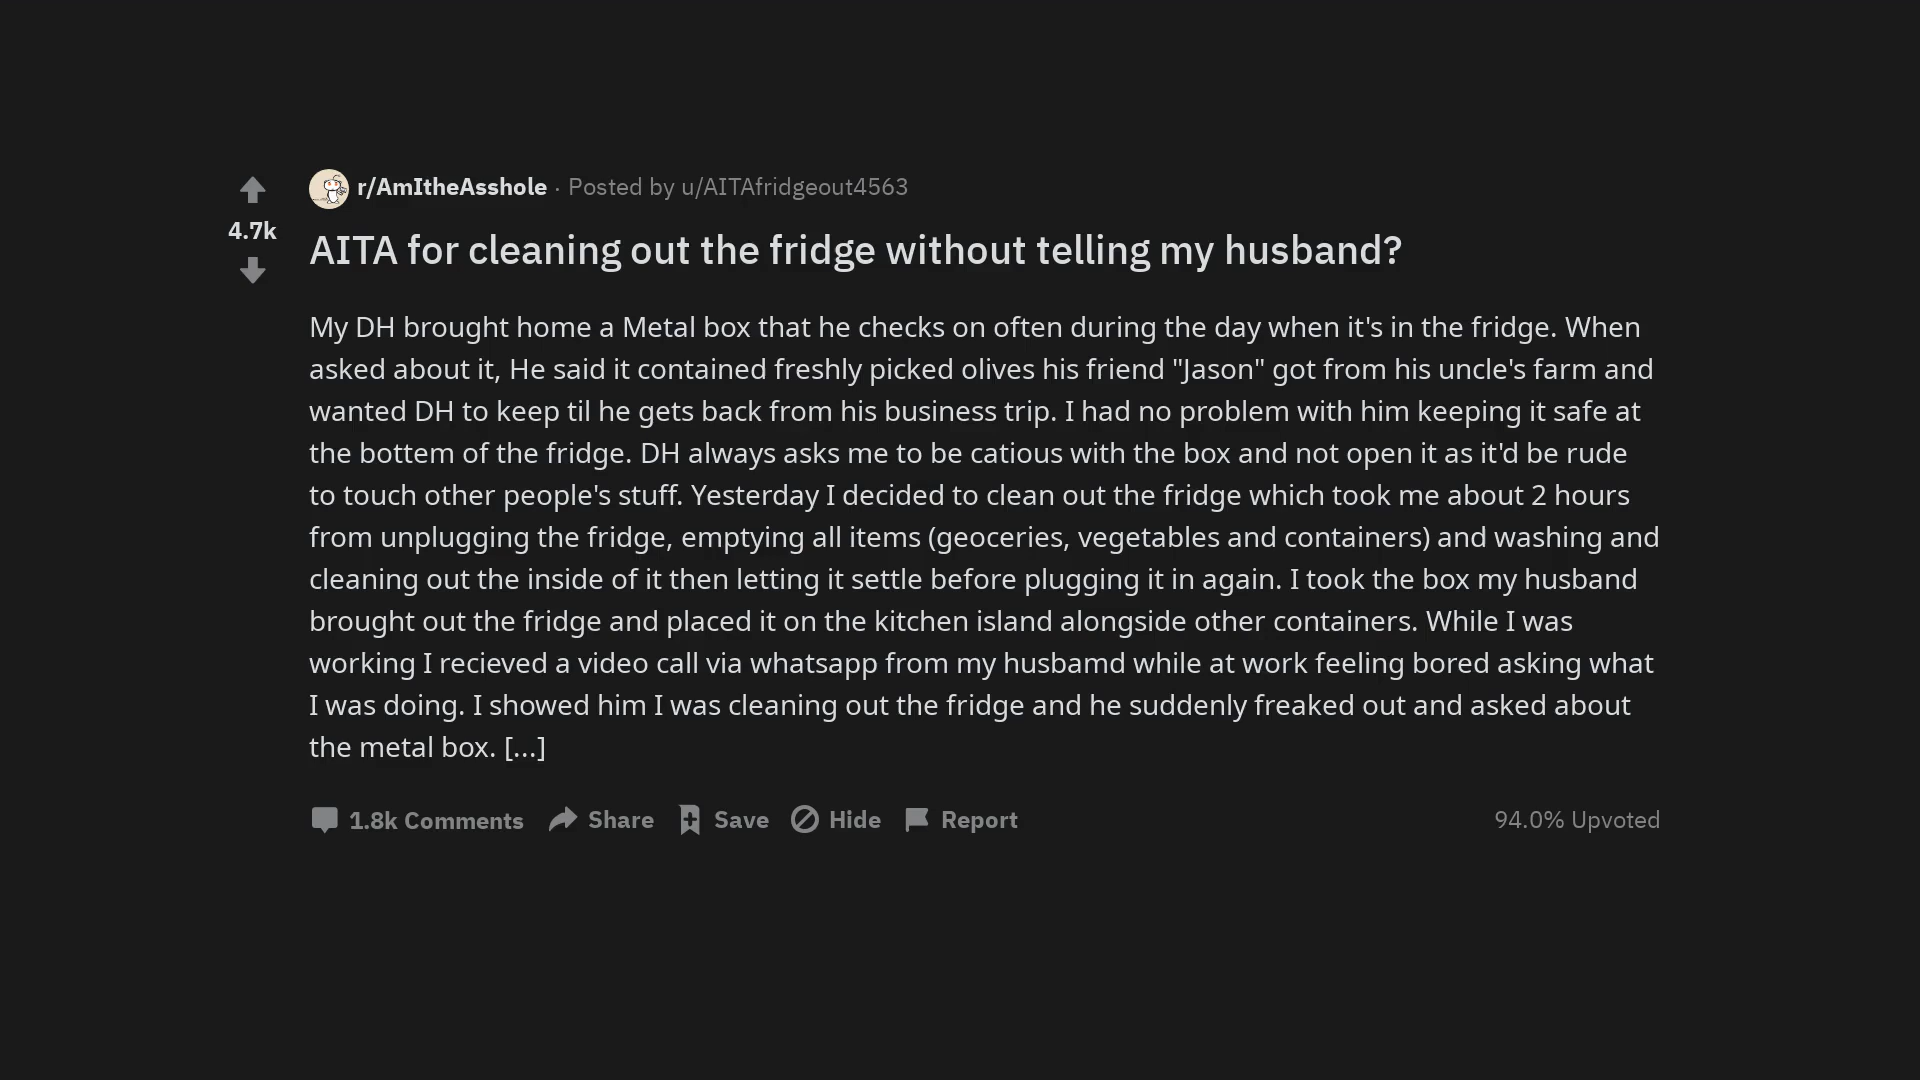 r/AmItheAsshole · Posted by u/AITAfridgeout4563
4.7k
AITA for cleaning out the fridge without telling my husband?
My DH brought home a Metal box that he checks on often during the day when it's in the fridge. When
asked about it, He said it contained freshly picked olives his friend "Jason" got from his uncle's farm and
wanted DH to keep til he gets back from his business trip. I had no problem with him keeping it safe at
the bottem of the fridge. DH always asks me to be catious with the box and not open it as it'd be rude
to touch other people's stuff. Yesterday I decided to clean out the fridge which took me about 2 hours
from unplugging the fridge, emptying all items (geoceries, vegetables and containers) and washing and
cleaning out the inside of it then letting it settle before plugging it in again. I took the box my husband
brought out the fridge and placed it on the kitchen island alongside other containers. While I was
working I recieved a video call via whatsapp from my husbamd while at work feeling bored asking what
I was doing. I showed him I was cleaning out the fridge and he suddenly freaked out and asked about
the metal box. [...]
1.8k Comments Share Save Hide Report 94.0% Upvoted